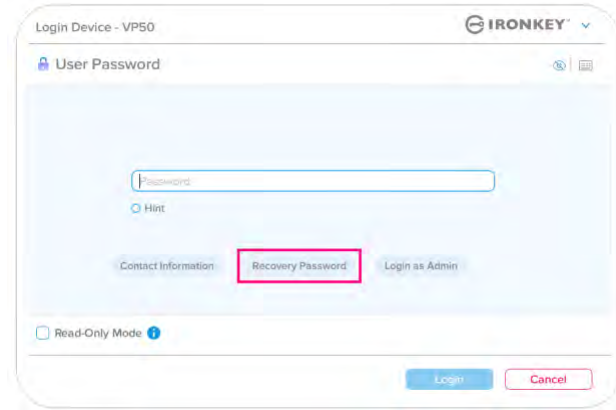 Login Device - VP50
IRONKEY™
User Password
Password
Hint
Contact Information
Recovery Password
Login as Admin
Read-Only Mode
Login
Cancel